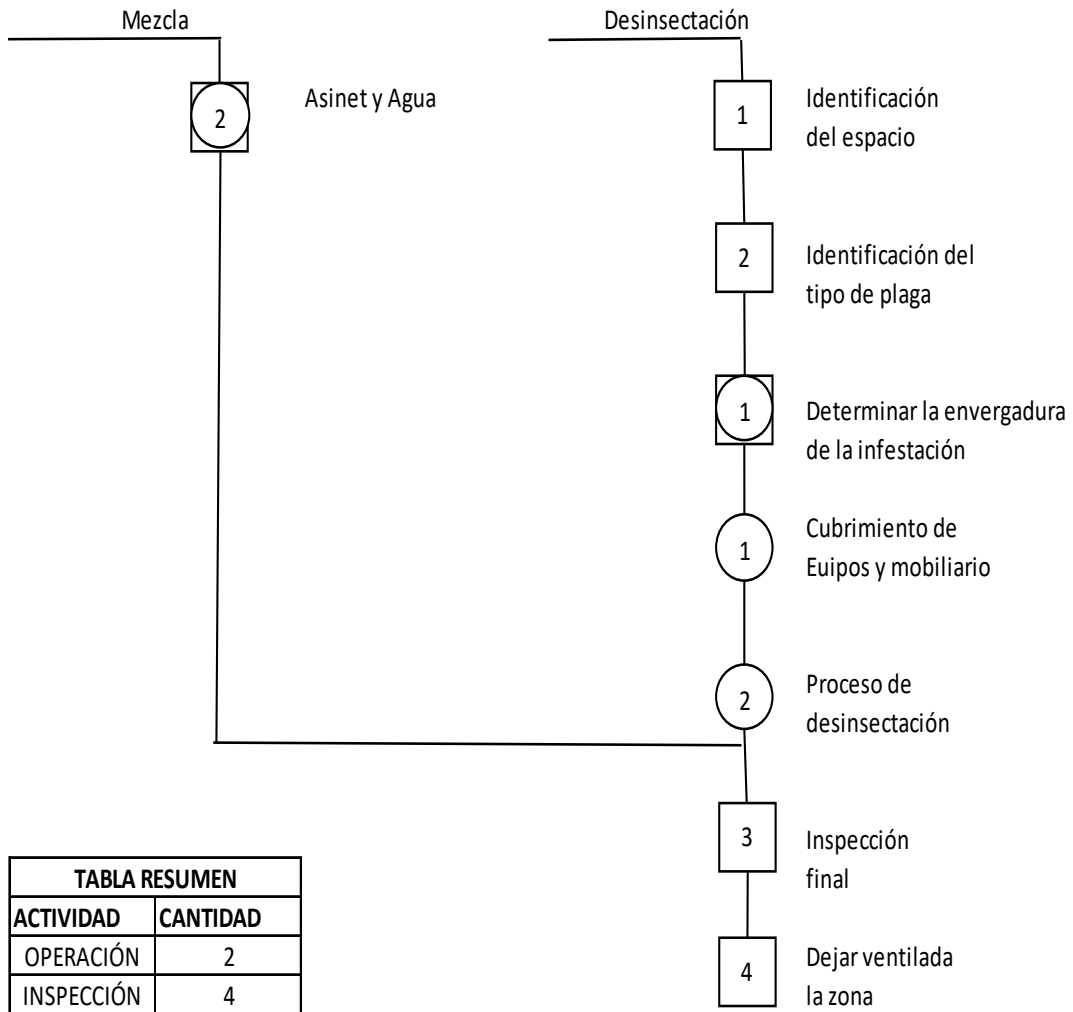 Mezcla
Desinsectación
2
Asinet y Agua
1
Identificación
del espacio
2
Identificación del
tipo de plaga
1
Determinar la envergadura
de la infestación
1
Cubrimiento de
Euipos y mobiliario
2
Proceso de
desinsectación
3
Inspección
final
4
Dejar ventilada
la zona
TABLA RESUMEN
ACTIVIDAD CANTIDAD
OPERACIÓN 2
INSPECCIÓN 4